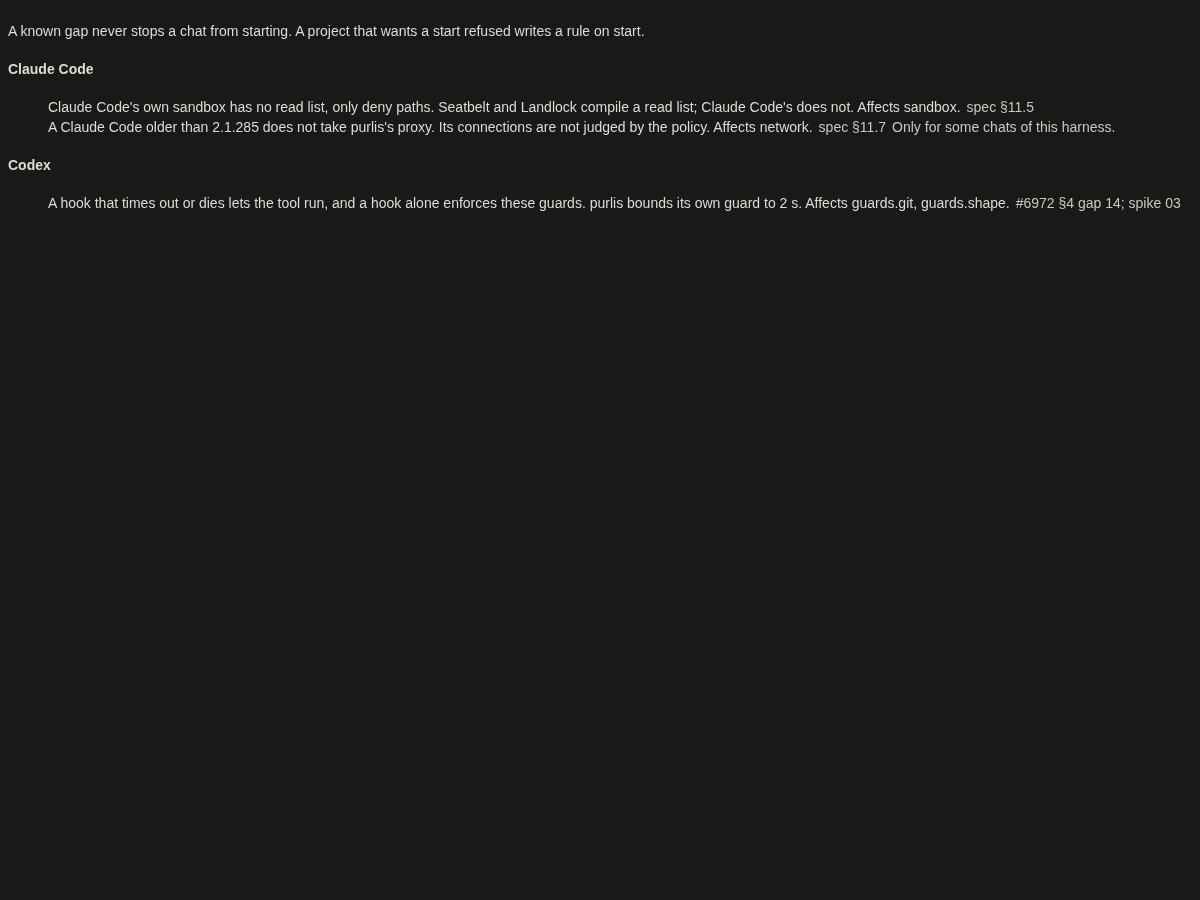 A known gap never stops a chat from starting. A project that wants a start refused writes a rule on start.
Claude Code
Claude Code's own sandbox has no read list, only deny paths. Seatbelt and Landlock compile a read list; Claude Code's does not. Affects sandbox. spec §11.5
A Claude Code older than 2.1.285 does not take purlis's proxy. Its connections are not judged by the policy. Affects network. spec §11.7 Only for some chats of this harness.
Codex
A hook that times out or dies lets the tool run, and a hook alone enforces these guards. purlis bounds its own guard to 2 s. Affects guards.git, guards.shape. #6972 §4 gap 14; spike 03